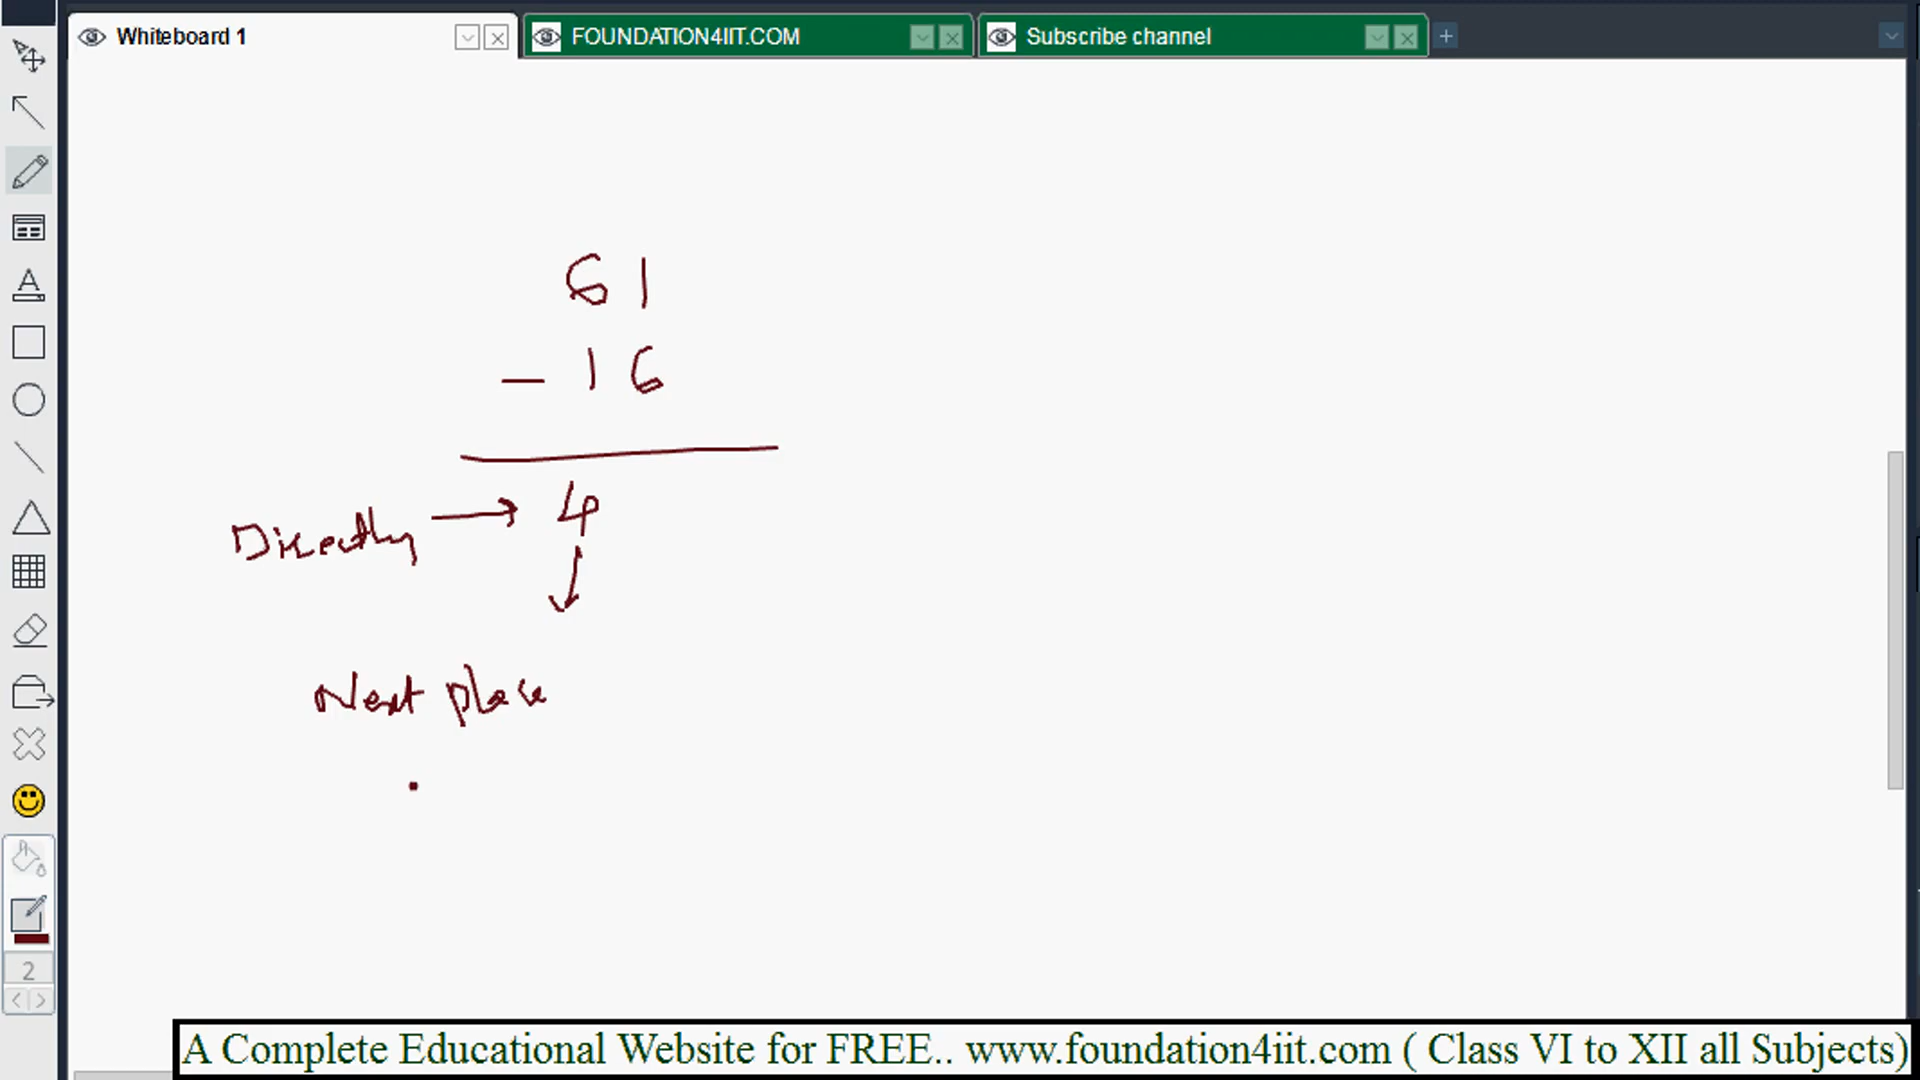 Whiteboard 1
FOUNDATION4IIT.COM
Subscribe channel
61
- 16
Directly → 4
Next place
2
A Complete Educational Website for FREE.. www.foundation4iit.com ( Class VI to XII all Subjects)